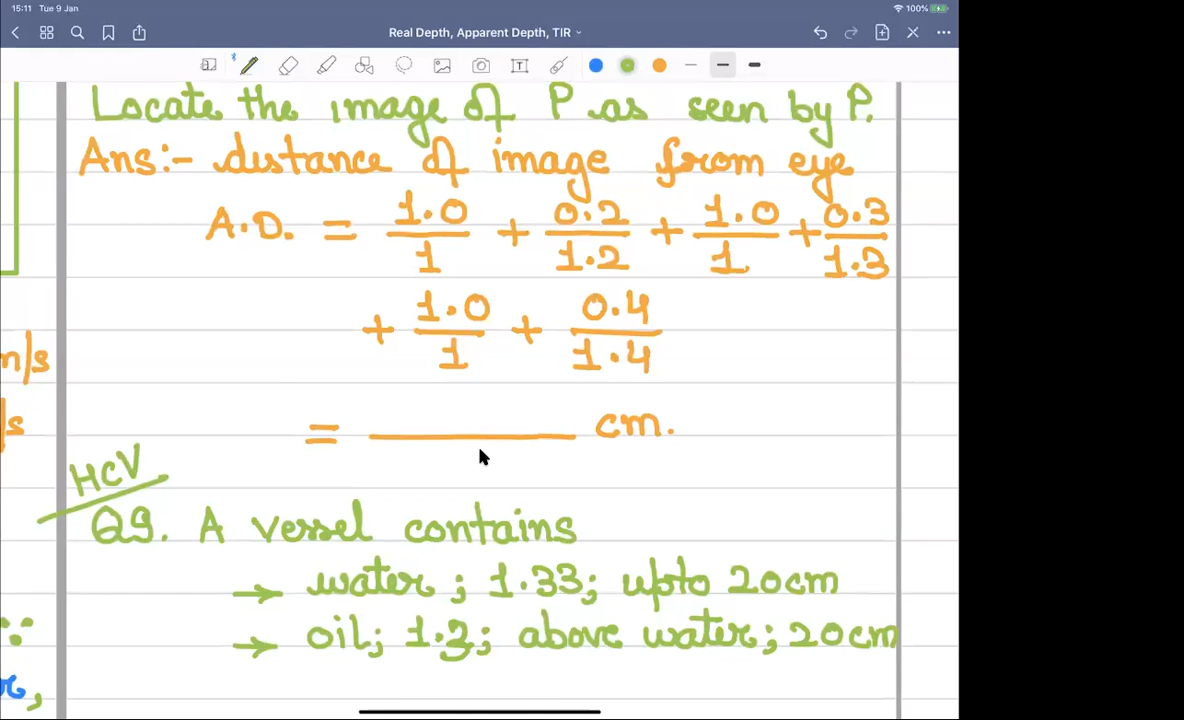 15:11 Tue 9 Jan
100%
Real Depth, Apparent Depth, TIR
Locate the image of P as seen by P.
Ans:- distance of image from eye
A.D. = 1.0/1 + 0.2/1.2 + 1.0/1 + 0.3/1.3
+ 1.0/1 + 0.4/1.4
m/s
= ________ cm.
s
HCV
Q9. A vessel contains
→ water ; 1.33; upto 20cm
→ oil; 1.3; above water; 20cm